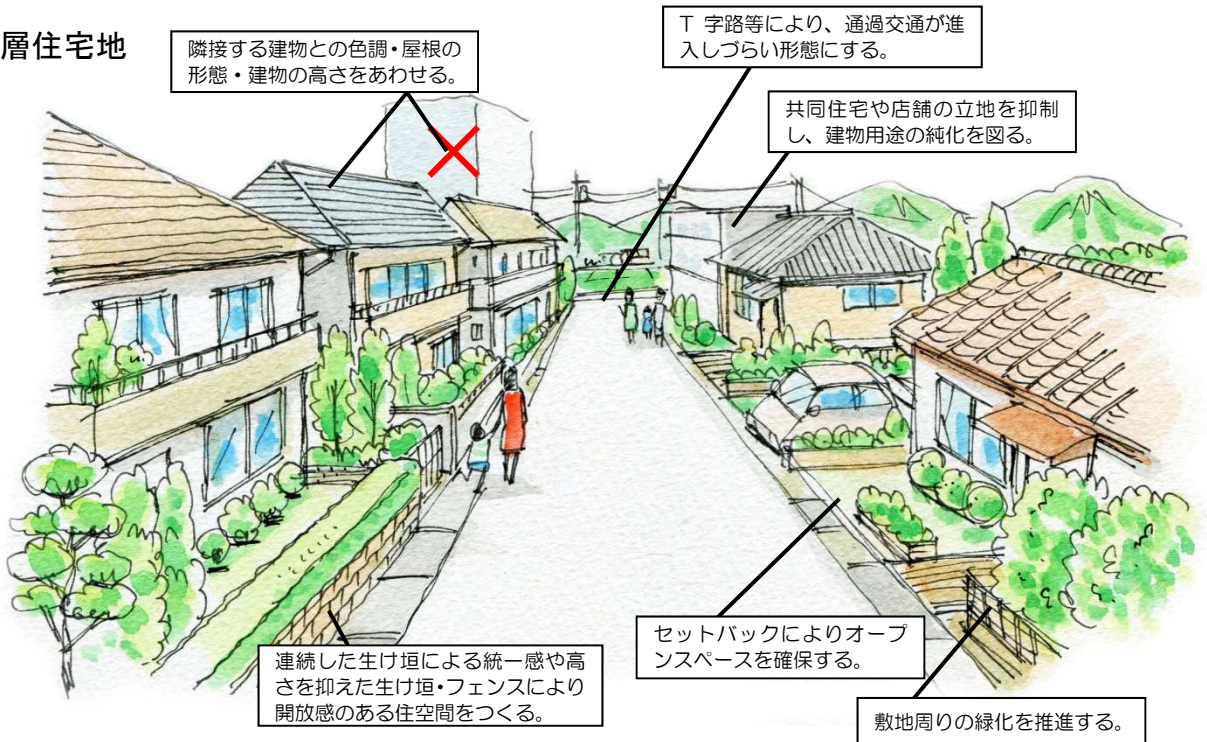 層住宅地
隣接する建物との色調・屋根の
形態・建物の高さをあわせる。
T 字路等により、通過交通が進
入しづらい形態にする。
共同住宅や店舗の立地を抑制
し、建物用途の純化を図る。
連続した生け垣による統一感や高
さを抑えた生け垣・フェンスにより
開放感のある住空間をつくる。
セットバックによりオープ
ンスペースを確保する。
敷地周りの緑化を推進する。